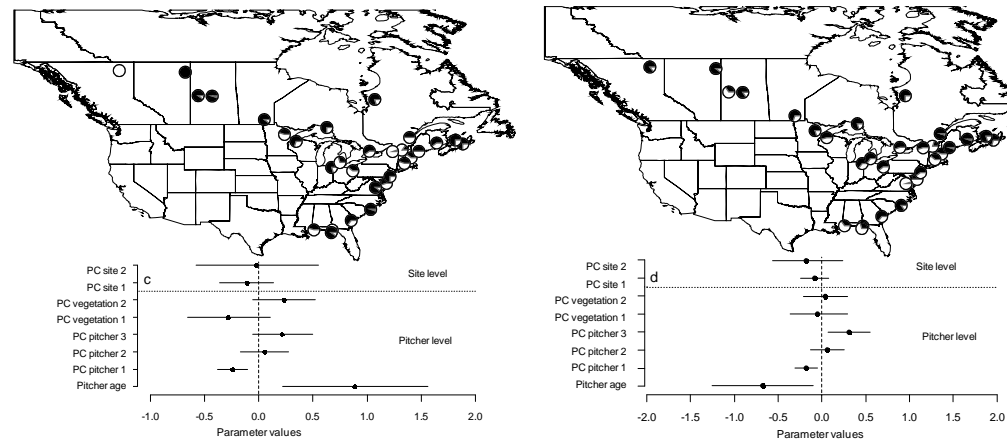 c
PC site 2
PC site 1
Site level
PC vegetation 2
PC vegetation 1
PC pitcher 3
PC pitcher 2
PC pitcher 1
Pitcher age
Pitcher level
-1.0 -0.5 0.0 0.5 1.0 1.5 2.0
Parameter values
d
PC site 2
PC site 1
Site level
PC vegetation 2
PC vegetation 1
PC pitcher 3
PC pitcher 2
PC pitcher 1
Pitcher age
Pitcher level
-2.0 -1.5 -1.0 -0.5 0.0 0.5 1.0 1.5 2.0
Parameter values